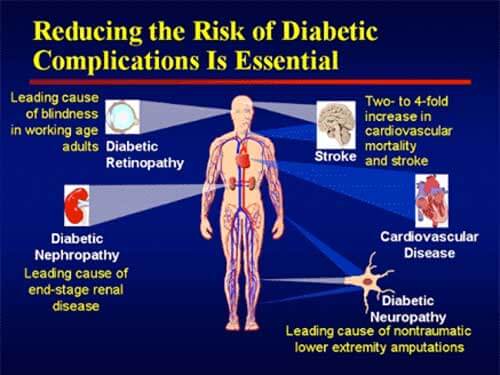 Reducing the Risk of Diabetic
Complications Is Essential
Leading cause
of blindness
in working age
adults
Diabetic
Retinopathy
Stroke
Two- to 4-fold
increase in
cardiovascular
mortality
and stroke
Diabetic
Nephropathy
Leading cause of
end-stage renal
disease
Cardiovascular
Disease
Diabetic
Neuropathy
Leading cause of nontraumatic
lower extremity amputations